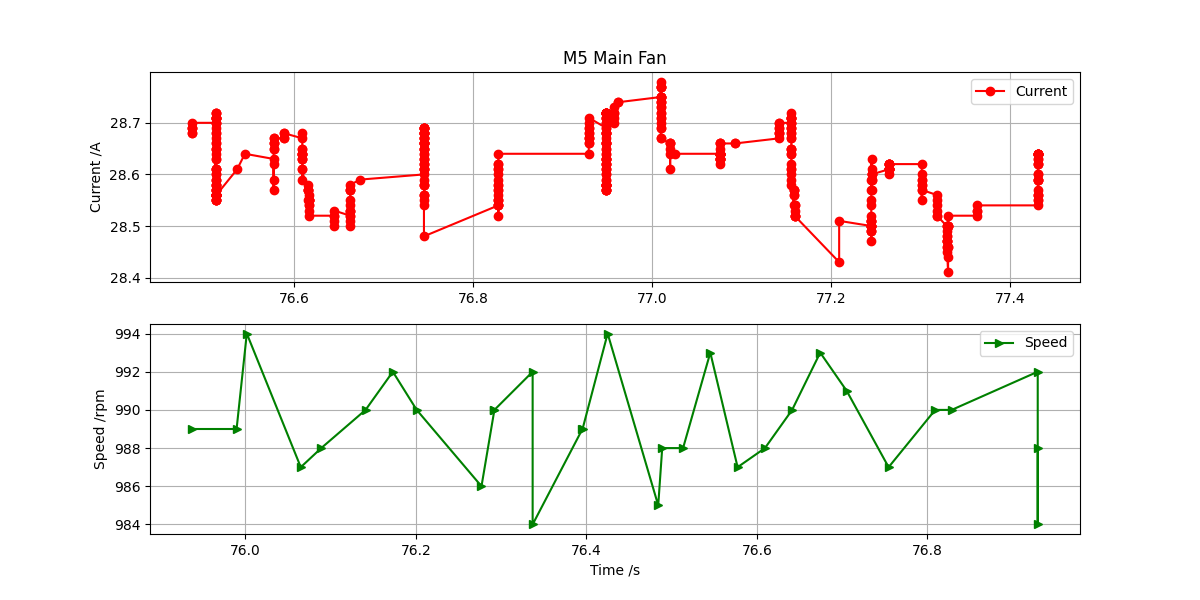 M5 Main Fan
Current /A
28.7
28.6
28.5
28.4
Current
76.6 76.8 77.0 77.2 77.4
Speed /rpm
994
992
990
988
986
984
Speed
76.0 76.2 76.4 76.6 76.8
Time /s